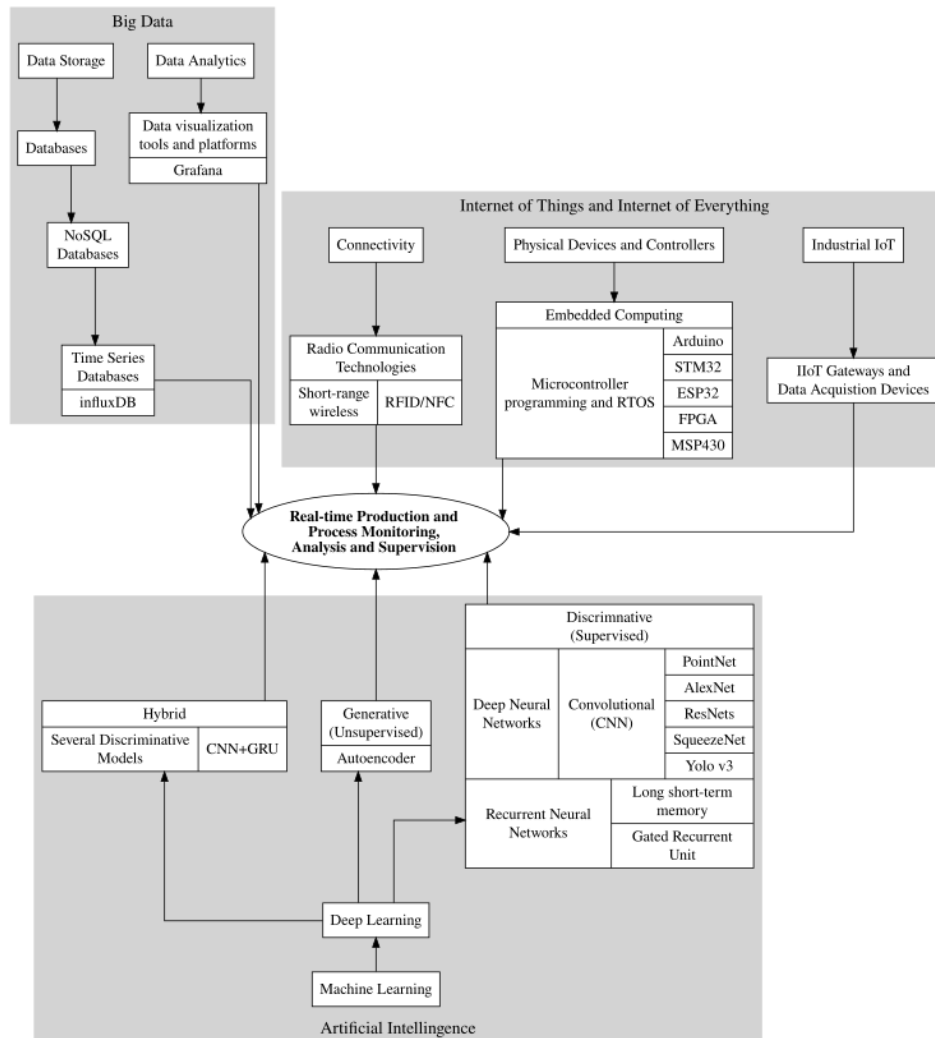 Big Data
Data Storage
Data Analytics
Data visualization
tools and platforms
Grafana
Databases
NoSQL
Databases
Time Series
Databases
influxDB
Internet of Things and Internet of Everything
Connectivity
Physical Devices and Controllers
Industrial IoT
Radio Communication
Technologies
Short-range
wireless
RFID/NFC
Embedded Computing
Microcontroller
programming and RTOS
Arduino
STM32
ESP32
FPGA
MSP430
IIoT Gateways and
Data Acquistion Devices
Real-time Production and
Process Monitoring,
Analysis and Supervision
Discrimnative
(Supervised)
Deep Neural
Networks
Convolutional
(CNN)
PointNet
AlexNet
ResNets
SqueezeNet
Yolo v3
Recurrent Neural
Networks
Long short-term
memory
Gated Recurrent
Unit
Hybrid
Several Discriminative
Models
CNN+GRU
Generative
(Unsupervised)
Autoencoder
Deep Learning
Machine Learning
Artificial Intellingence